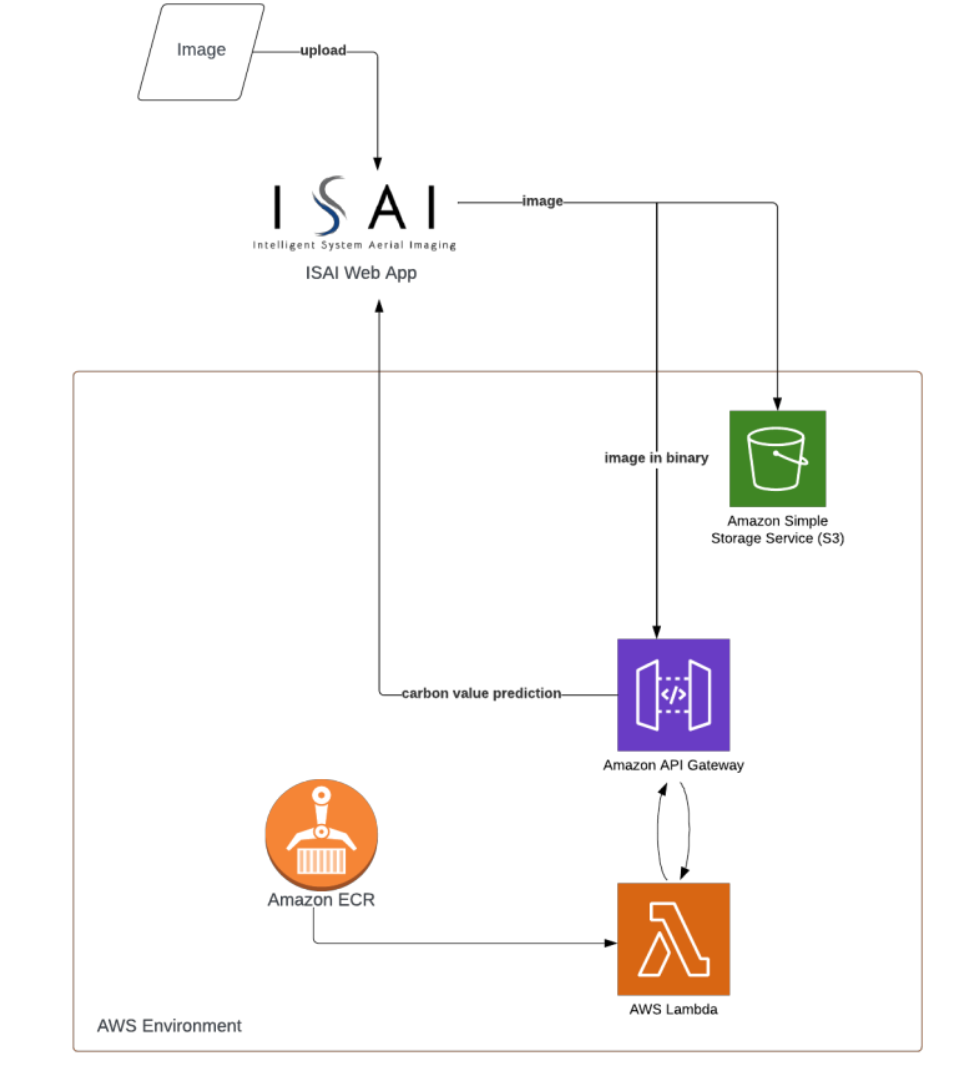 Image
upload
ISAI
Intelligent System Aerial Imaging
ISAI Web App
image
image in binary
Amazon Simple
Storage Service (S3)
carbon value prediction
</>
Amazon API Gateway
Amazon ECR
AWS Lambda
AWS Environment